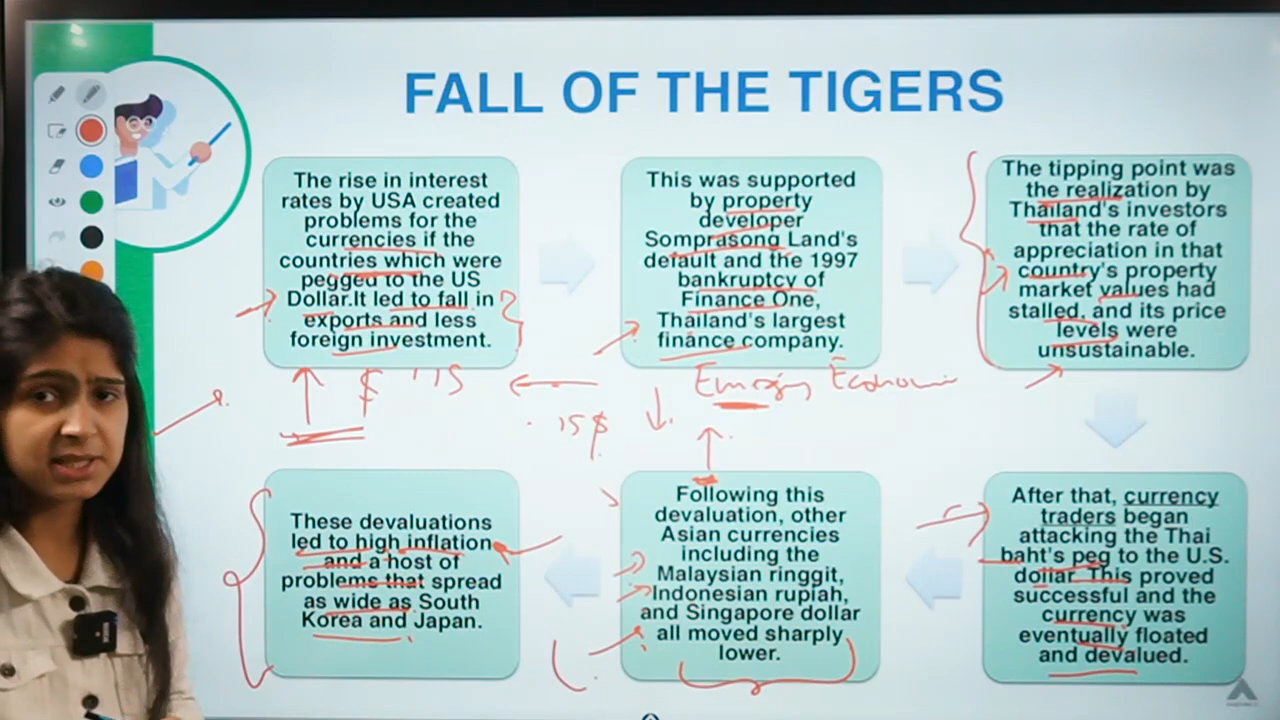 FALL OF THE TIGERS
The rise in interest
rates by USA created
problems for the
currencies if the
countries which were
pegged to the US
Dollar.It led to fall in
exports and less
foreign investment.
This was supported
by property
developer
Somprasong Land's
default and the 1997
bankruptcy of
Finance One,
Thailand's largest
finance company.
The tipping point was
the realization by
Thailand's investors
that the rate of
appreciation in that
country's property
market values had
stalled, and its price
levels were
unsustainable.
$
15$
After that, currency
traders began
attacking the Thai
baht's peg to the U.S.
dollar. This proved
successful and the
currency was
eventually floated
and devalued.
Following this
devaluation, other
Asian currencies
including the
Malaysian ringgit,
Indonesian rupiah,
and Singapore dollar
all moved sharply
lower.
These devaluations
led to high inflation
and a host of
problems that spread
as wide as South
Korea and Japan.